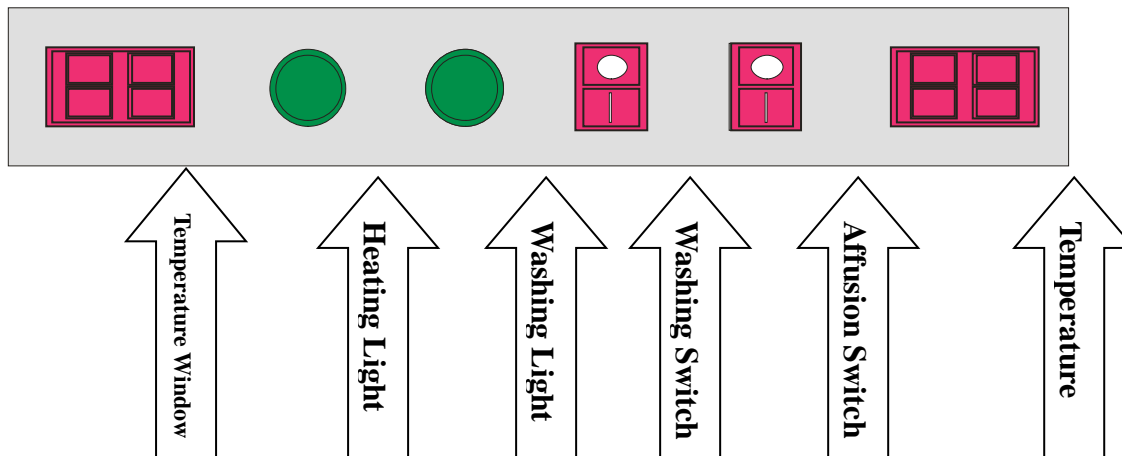 Temperature Window
Heating Light
Washing Light
Washing Switch
Affusion Switch
Temperature